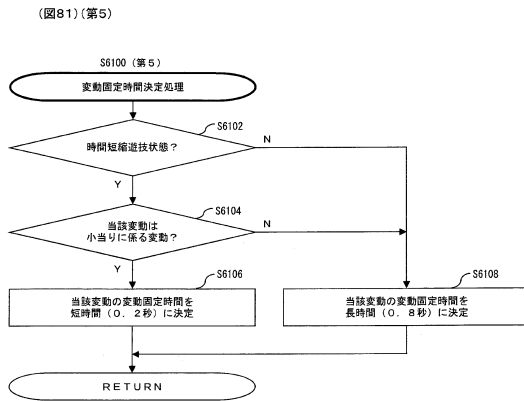 (図81)(第5)
S6100(第5)
変動固定時間決定処理
S6102
時間短縮遊技状態?
N
Y
S6104
当該変動は
小当りに係る変動?
N
Y
S6106
当該変動の変動固定時間を
短時間(0.2秒)に決定
S6108
当該変動の変動固定時間を
長時間(0.8秒)に決定
RETURN